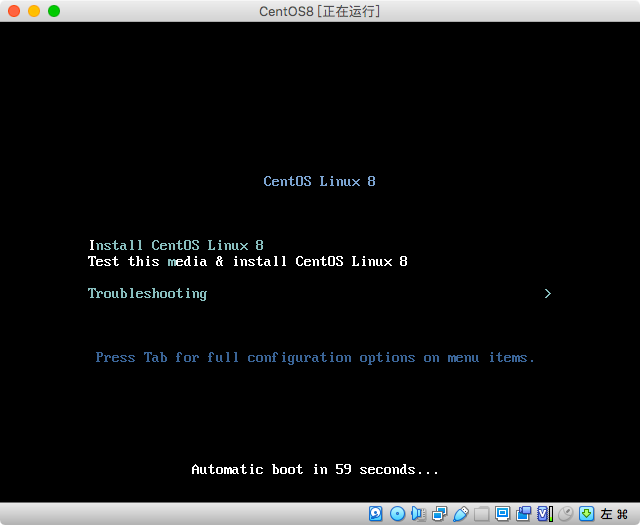 CentOS8 [正在运行]
CentOS Linux 8
Install CentOS Linux 8
Test this media & install CentOS Linux 8
Troubleshooting >
Press Tab for full configuration options on menu items.
Automatic boot in 59 seconds...
左 ⌘